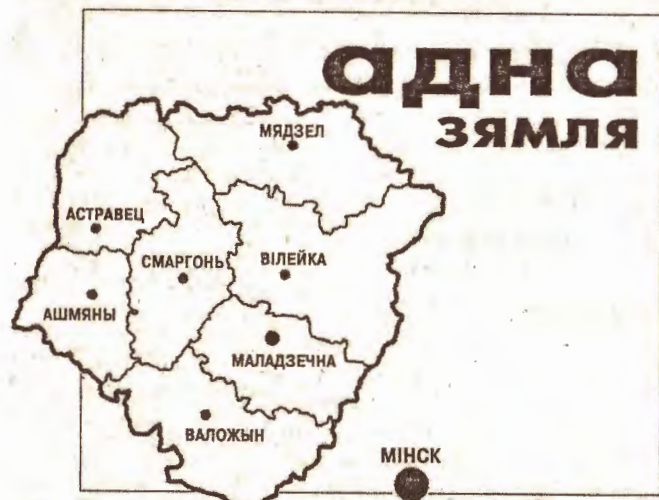 адна
зямля
МЯДЗЕЛ
АСТРАВЕЦ
СМАРГОНЬ
ВІЛЕЙКА
АШМЯНЫ
МАЛАДЗЕЧНА
ВАЛОЖЫН
МІНСК